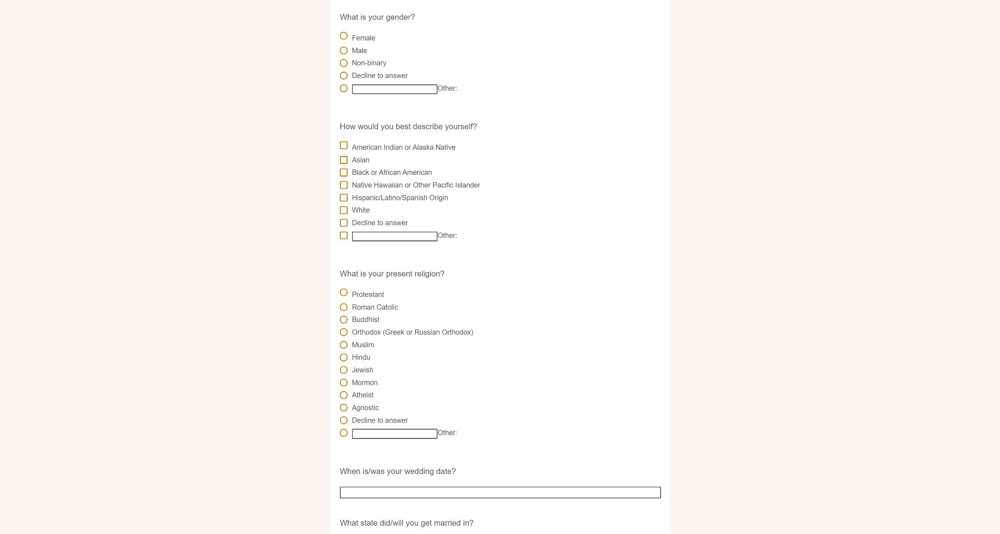 What is your gender?
Female
Male
Non-binary
Decline to answer
Other:
How would you best describe yourself?
American Indian or Alaska Native
Asian
Black or African American
Native Hawaiian or Other Pacific Islander
Hispanic/Latino/Spanish Origin
White
Decline to answer
Other:
What is your present religion?
Protestant
Roman Catolic
Buddhist
Orthodox (Greek or Russian Orthodox)
Muslim
Hindu
Jewish
Mormon
Atheist
Agnostic
Decline to answer
Other:
When is/was your wedding date?
What state did/will you get married in?